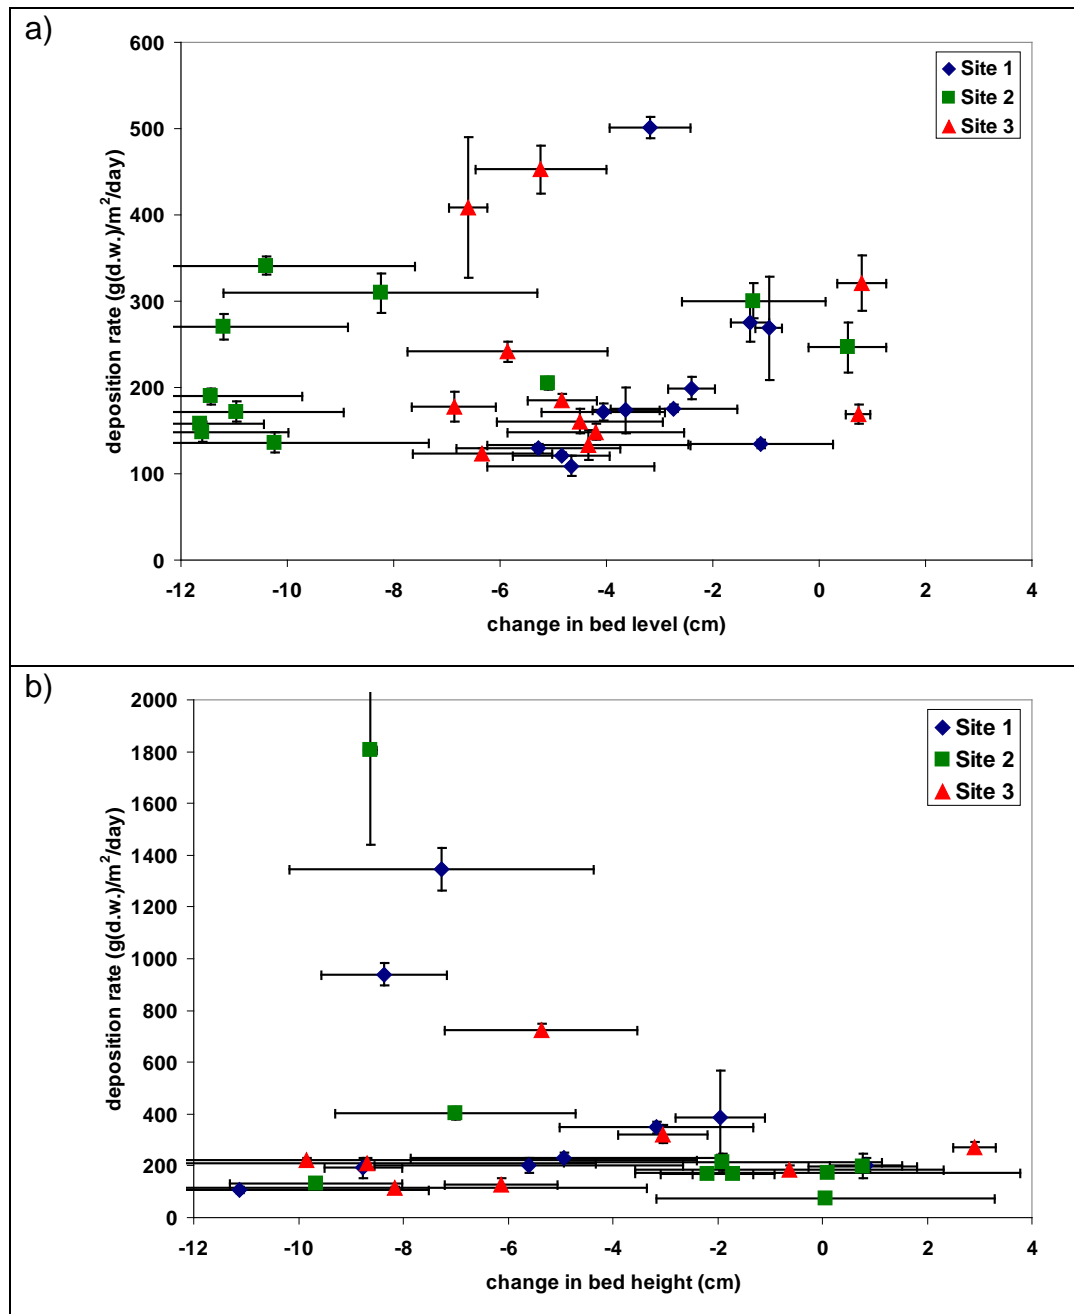 a)
600
500
400
300
200
100
0
deposition rate (g(d.w.)/m²/day)
-12 -10 -8 -6 -4 -2 0 2 4
change in bed level (cm)
Site 1
Site 2
Site 3
b)
2000
1800
1600
1400
1200
1000
800
600
400
200
0
deposition rate (g(d.w.)/m²/day)
-12 -10 -8 -6 -4 -2 0 2 4
change in bed height (cm)
Site 1
Site 2
Site 3